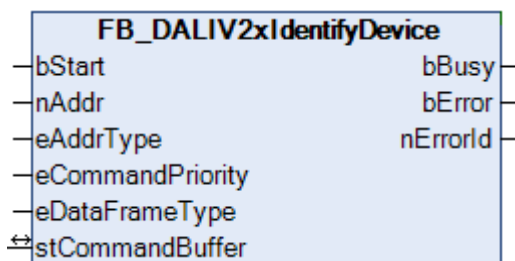 FB_DALIV2xIdentifyDevice
bStart bBusy
nAddr bError
eAddrType nErrorId
eCommandPriority
eDataFrameType
stCommandBuffer